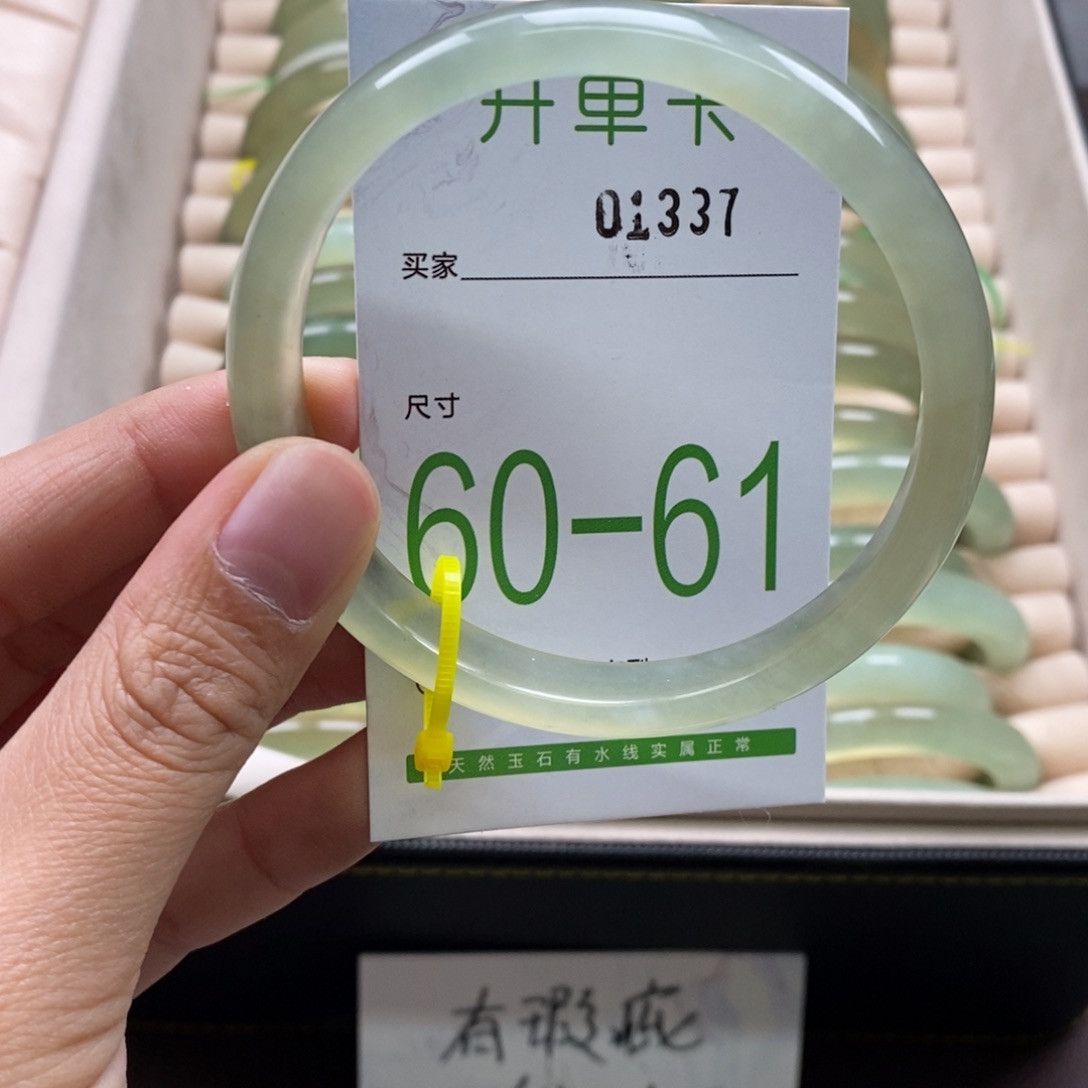 开单卡
01337
买家
尺寸
60-61
天然玉石有水线实属正常
有瑕疵